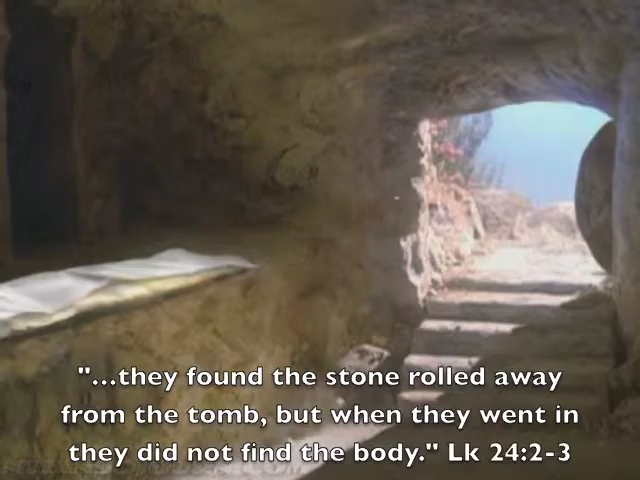 "...they found the stone rolled away
from the tomb, but when they went in
they did not find the body." Lk 24:2-3